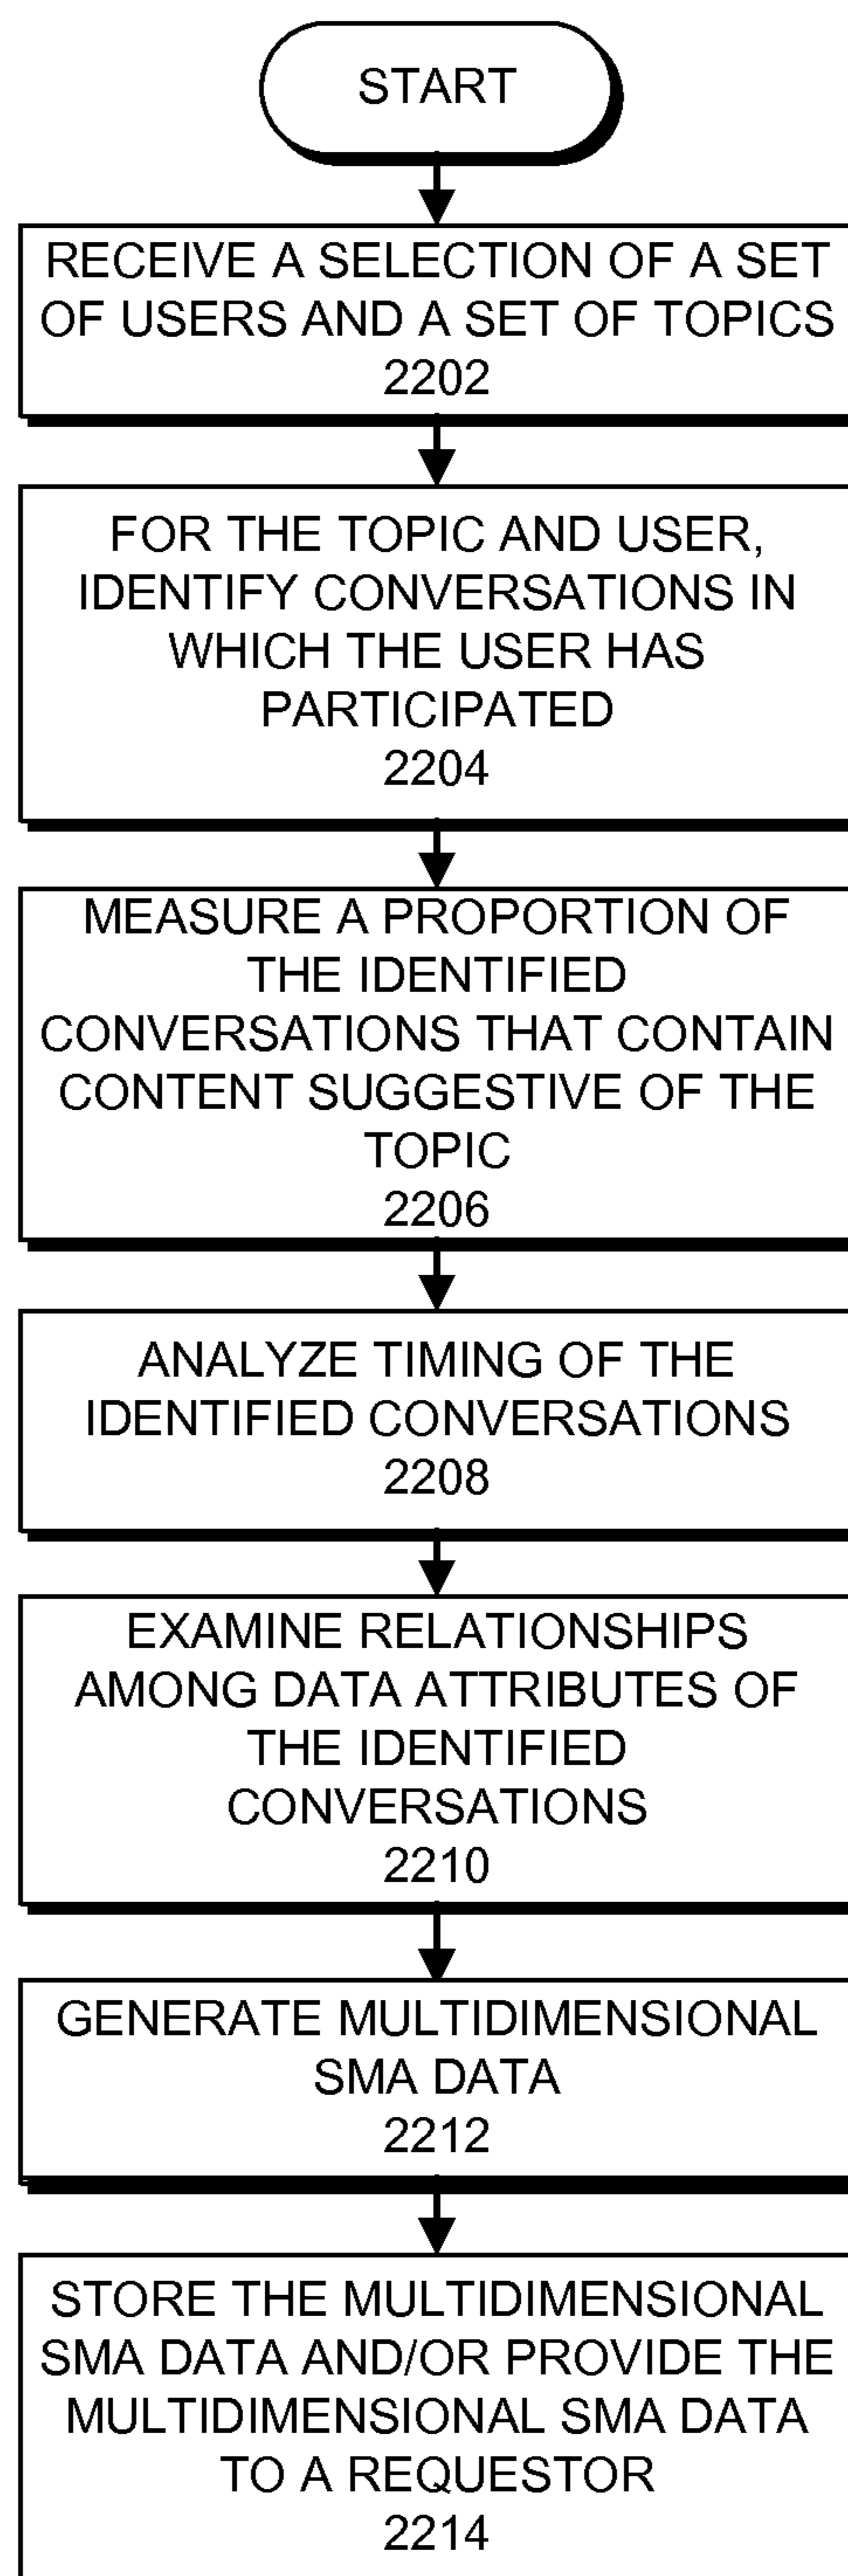 START
RECEIVE A SELECTION OF A SET
OF USERS AND A SET OF TOPICS
2202
FOR THE TOPIC AND USER,
IDENTIFY CONVERSATIONS IN
WHICH THE USER HAS
PARTICIPATED
2204
MEASURE A PROPORTION OF
THE IDENTIFIED
CONVERSATIONS THAT CONTAIN
CONTENT SUGGESTIVE OF THE
TOPIC
2206
ANALYZE TIMING OF THE
IDENTIFIED CONVERSATIONS
2208
EXAMINE RELATIONSHIPS
AMONG DATA ATTRIBUTES OF
THE IDENTIFIED
CONVERSATIONS
2210
GENERATE MULTIDIMENSIONAL
SMA DATA
2212
STORE THE MULTIDIMENSIONAL
SMA DATA AND/OR PROVIDE THE
MULTIDIMENSIONAL SMA DATA
TO A REQUESTOR
2214